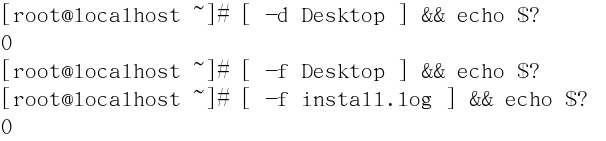 [root@localhost ~]# [ -d Desktop ] && echo $?
0
[root@localhost ~]# [ -f Desktop ] && echo $?
[root@localhost ~]# [ -f install.log ] && echo $?
0